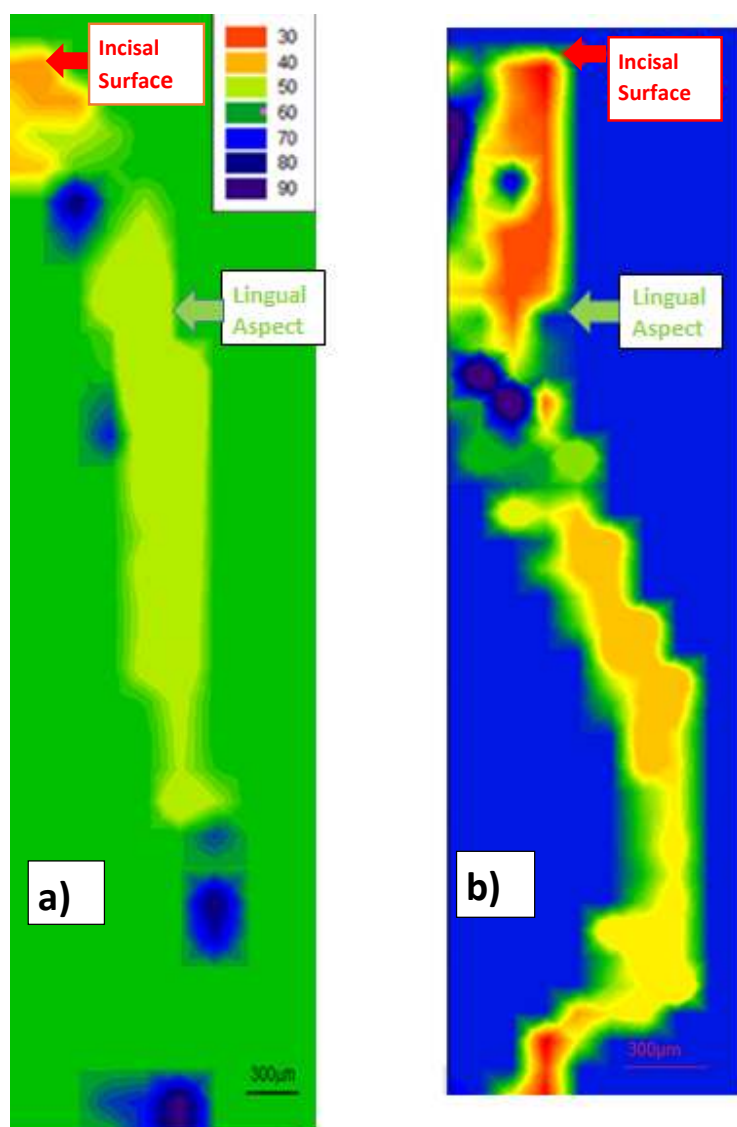 Incisal
Surface
30
40
50
60
70
80
90
Lingual
Aspect
a)
300µm
Incisal
Surface
Lingual
Aspect
b)
300µm